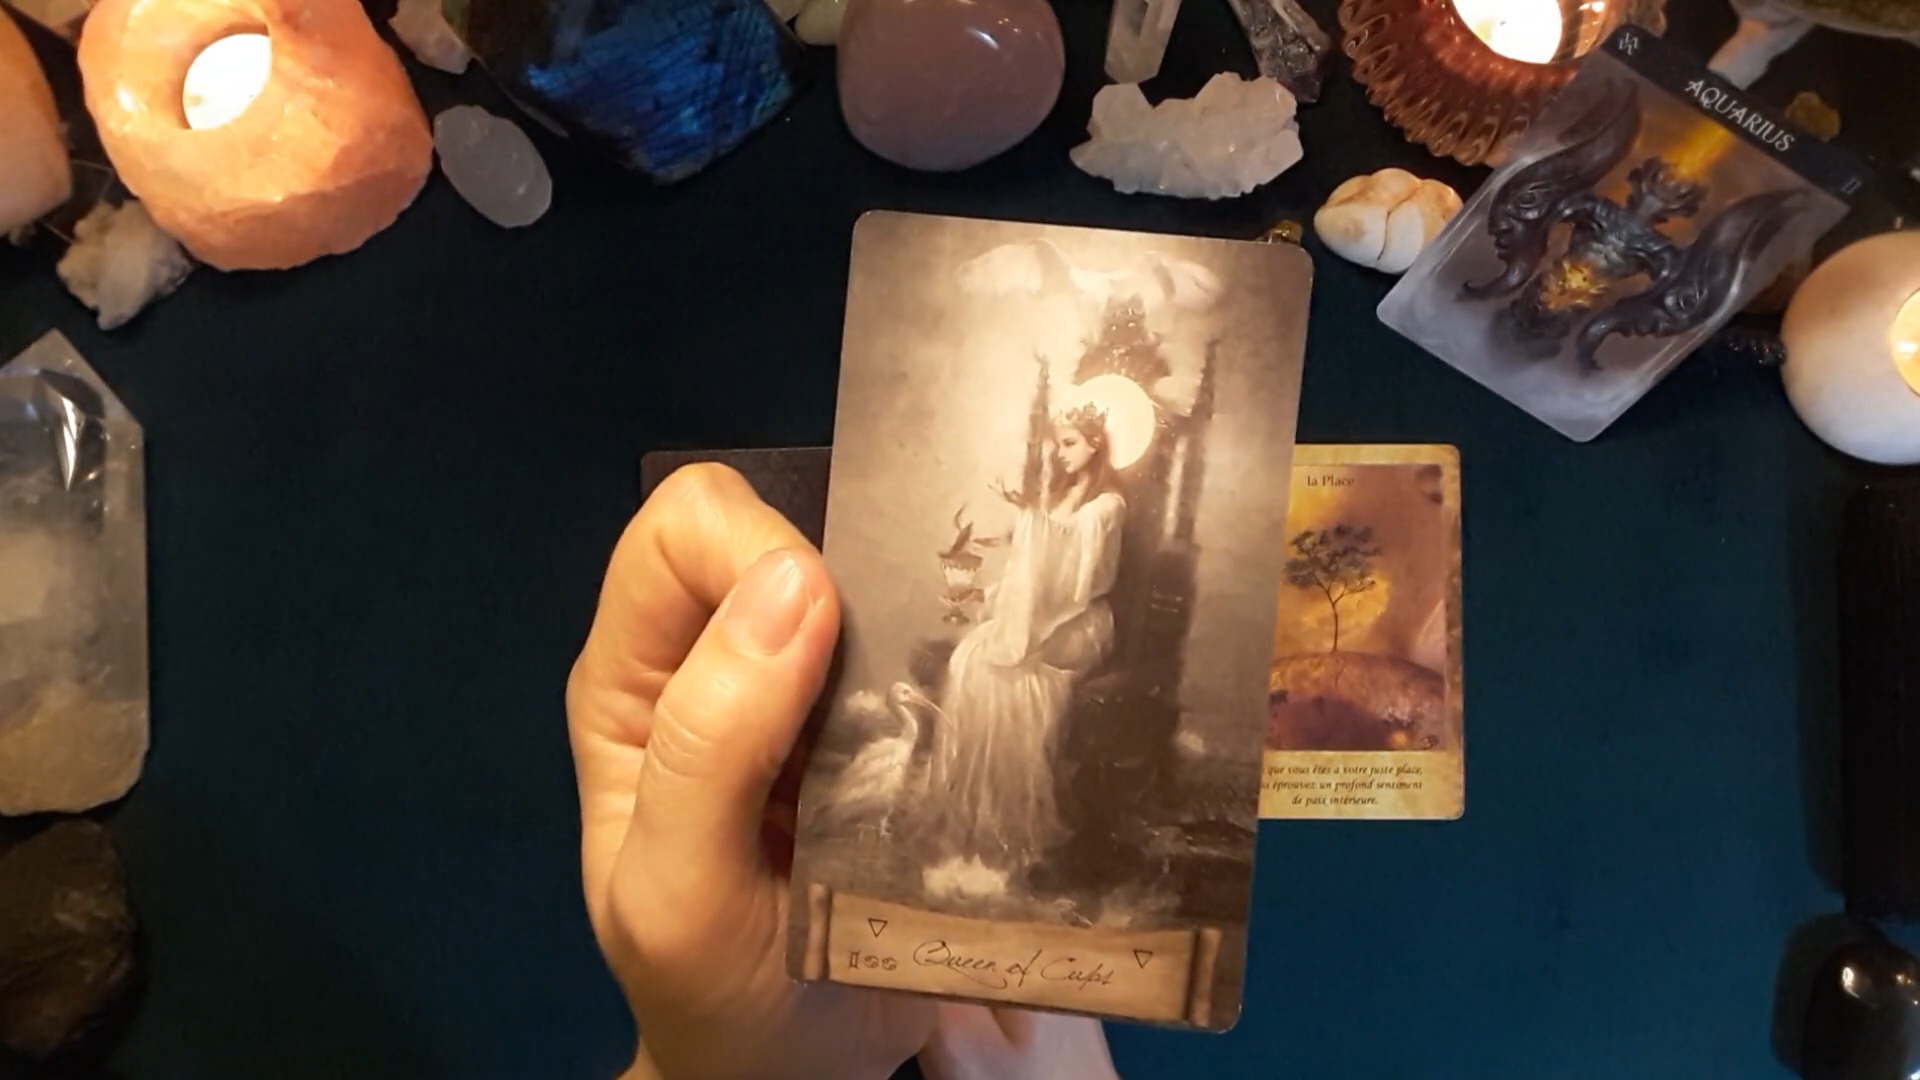 AQUARIUS
la Place
que vous êtes à votre juste place,
éprouvez un profond sentiment
de paix intérieure.
Queen of Cups